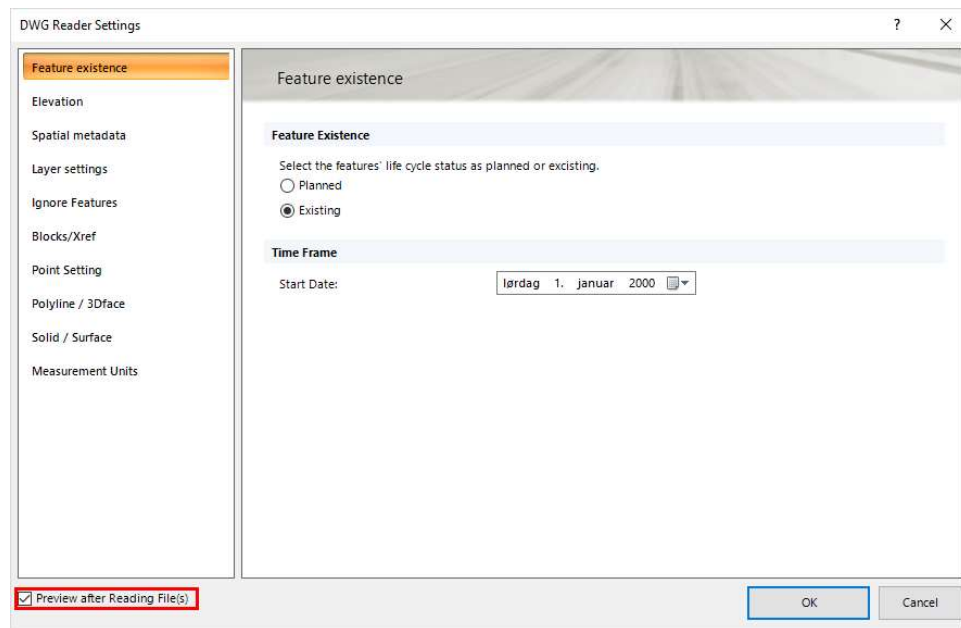 DWG Reader Settings ?
Feature existence
Elevation
Spatial metadata
Layer settings
Ignore Features
Blocks/Xref
Point Setting
Polyline / 3Dface
Solid / Surface
Measurement Units
Feature existence
Feature Existence
Select the features' life cycle status as planned or excisting.
Planned
Existing
Time Frame
Start Date: lørdag 1. januar 2000
Preview after Reading File(s)
OK Cancel